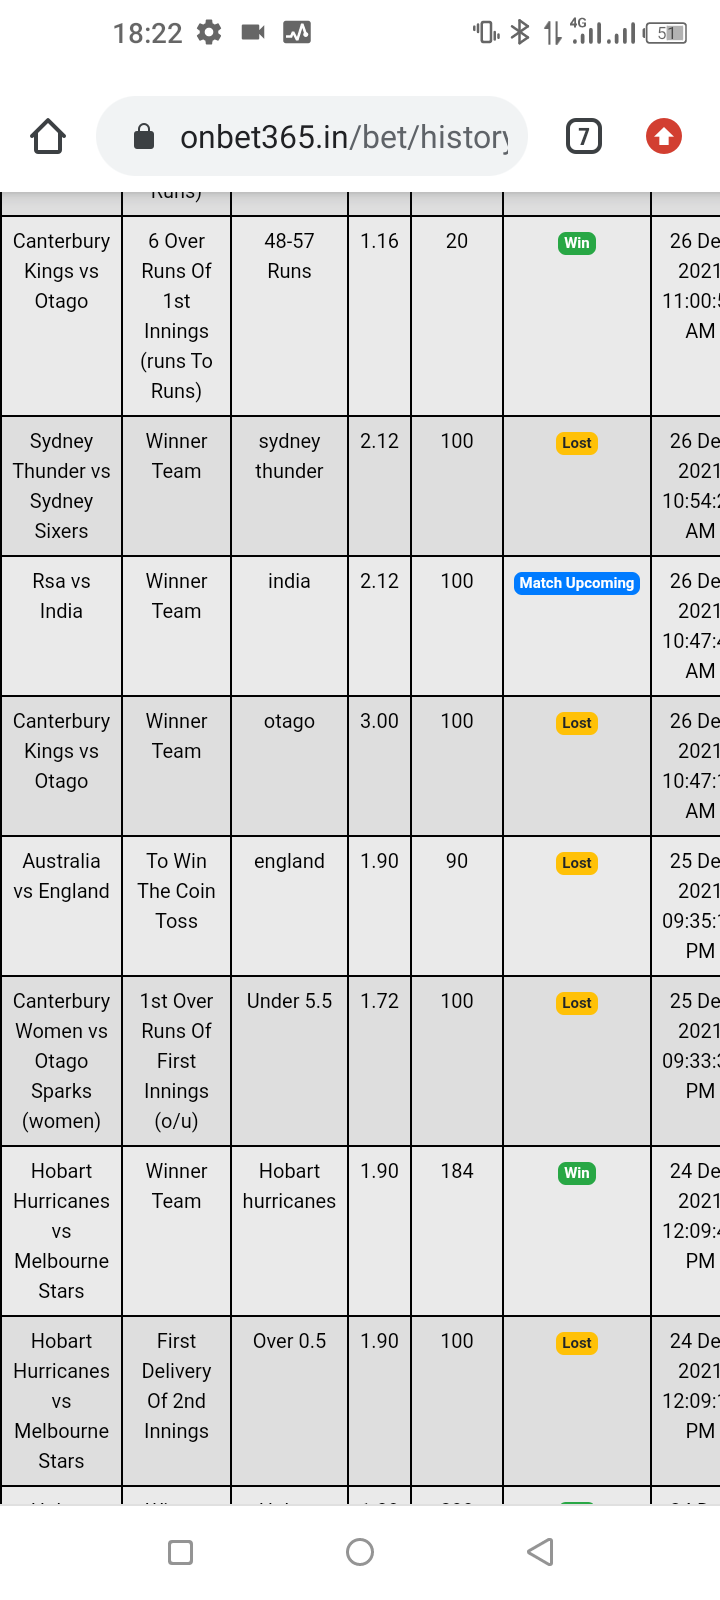 18:22
4G
51
onbet365.in/bet/history
7
Runs)
Canterbury Kings vs Otago
6 Over Runs Of 1st Innings (runs To Runs)
48-57 Runs
1.16
20
Win
26 De
2021
11:00:5
AM
Sydney Thunder vs Sydney Sixers
Winner Team
sydney thunder
2.12
100
Lost
26 De
2021
10:54:2
AM
Rsa vs India
Winner Team
india
2.12
100
Match Upcoming
26 De
2021
10:47:4
AM
Canterbury Kings vs Otago
Winner Team
otago
3.00
100
Lost
26 De
2021
10:47:1
AM
Australia vs England
To Win The Coin Toss
england
1.90
90
Lost
25 De
2021
09:35:1
PM
Canterbury Women vs Otago Sparks (women)
1st Over Runs Of First Innings (o/u)
Under 5.5
1.72
100
Lost
25 De
2021
09:33:3
PM
Hobart Hurricanes vs Melbourne Stars
Winner Team
Hobart hurricanes
1.90
184
Win
24 De
2021
12:09:4
PM
Hobart Hurricanes vs Melbourne Stars
First Delivery Of 2nd Innings
Over 0.5
1.90
100
Lost
24 De
2021
12:09:1
PM